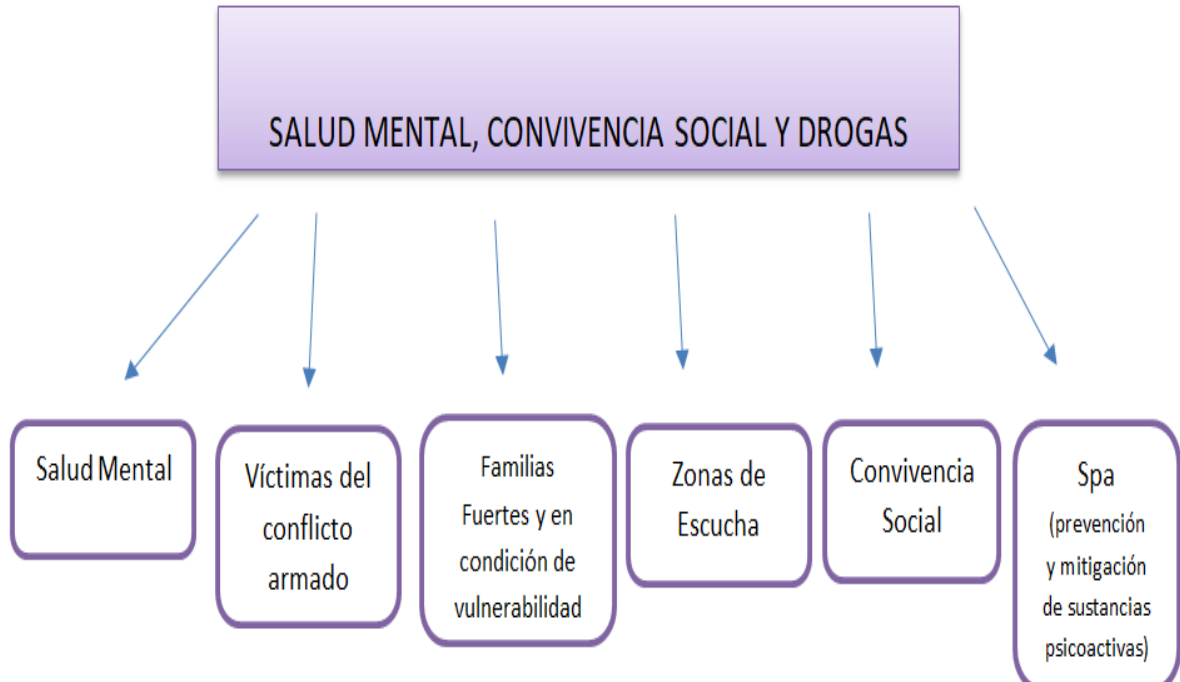 SALUD MENTAL, CONVIVENCIA SOCIAL Y DROGAS
Salud Mental
Víctimas del
conflicto
armado
Familias
Fuertes y en
condición de
vulnerabilidad
Zonas de
Escucha
Convivencia
Social
Spa
(prevención
y mitigación
de sustancias
psicoactivas)